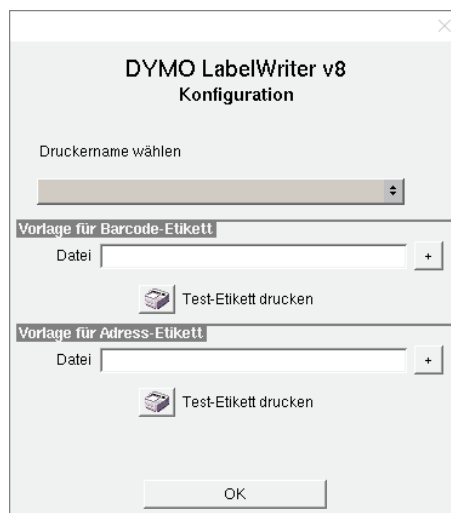 DYMO LabelWriter v8
Konfiguration
Druckername wählen
Vorlage für Barcode-Etikett
Datei +
Test-Etikett drucken
Vorlage für Adress-Etikett
Datei +
Test-Etikett drucken
OK